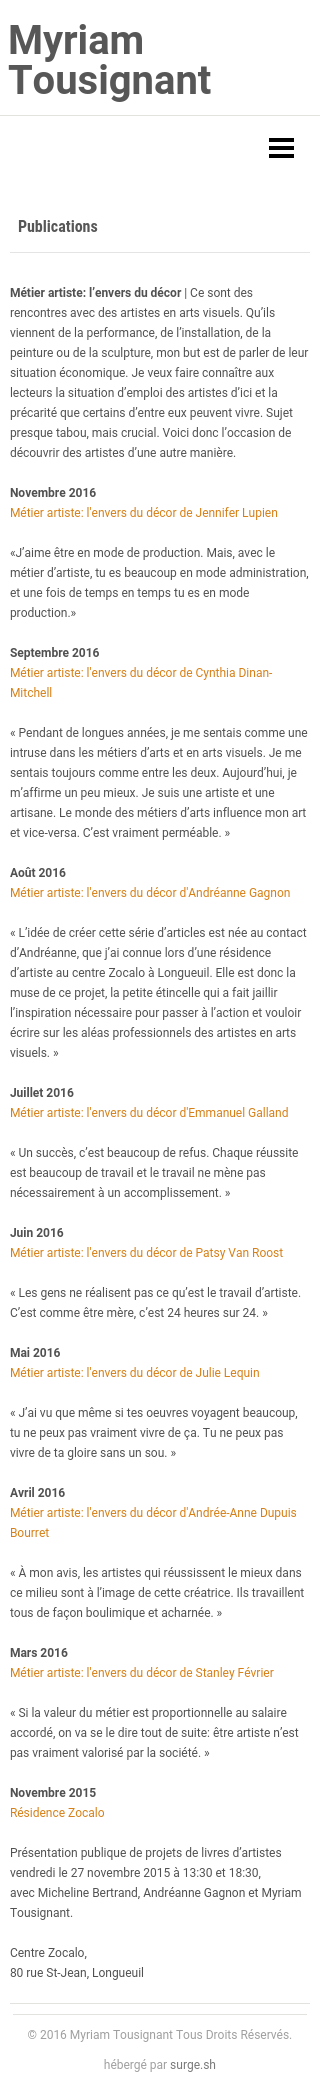 Myriam
Tousignant
Publications
Métier artiste: l’envers du décor | Ce sont des
rencontres avec des artistes en arts visuels. Qu’ils
viennent de la performance, de l’installation, de la
peinture ou de la sculpture, mon but est de parler de leur
situation économique. Je veux faire connaître aux
lecteurs la situation d’emploi des artistes d’ici et la
précarité que certains d’entre eux peuvent vivre. Sujet
presque tabou, mais crucial. Voici donc l’occasion de
découvrir des artistes d’une autre manière.
Novembre 2016
Métier artiste: l'envers du décor de Jennifer Lupien
«J’aime être en mode de production. Mais, avec le
métier d’artiste, tu es beaucoup en mode administration,
et une fois de temps en temps tu es en mode
production.»
Septembre 2016
Métier artiste: l'envers du décor de Cynthia Dinan-
Mitchell
« Pendant de longues années, je me sentais comme une
intruse dans les métiers d’arts et en arts visuels. Je me
sentais toujours comme entre les deux. Aujourd’hui, je
m’affirme un peu mieux. Je suis une artiste et une
artisane. Le monde des métiers d’arts influence mon art
et vice-versa. C’est vraiment perméable. »
Août 2016
Métier artiste: l'envers du décor d'Andréanne Gagnon
« L’idée de créer cette série d’articles est née au contact
d’Andréanne, que j’ai connue lors d’une résidence
d’artiste au centre Zocalo à Longueuil. Elle est donc la
muse de ce projet, la petite étincelle qui a fait jaillir
l’inspiration nécessaire pour passer à l’action et vouloir
écrire sur les aléas professionnels des artistes en arts
visuels. »
Juillet 2016
Métier artiste: l'envers du décor d'Emmanuel Galland
« Un succès, c’est beaucoup de refus. Chaque réussite
est beaucoup de travail et le travail ne mène pas
nécessairement à un accomplissement. »
Juin 2016
Métier artiste: l'envers du décor de Patsy Van Roost
« Les gens ne réalisent pas ce qu’est le travail d’artiste.
C’est comme être mère, c’est 24 heures sur 24. »
Mai 2016
Métier artiste: l'envers du décor de Julie Lequin
« J’ai vu que même si tes oeuvres voyagent beaucoup,
tu ne peux pas vraiment vivre de ça. Tu ne peux pas
vivre de ta gloire sans un sou. »
Avril 2016
Métier artiste: l'envers du décor d'Andrée-Anne Dupuis
Bourret
« À mon avis, les artistes qui réussissent le mieux dans
ce milieu sont à l’image de cette créatrice. Ils travaillent
tous de façon boulimique et acharnée. »
Mars 2016
Métier artiste: l'envers du décor de Stanley Février
« Si la valeur du métier est proportionnelle au salaire
accordé, on va se le dire tout de suite: être artiste n’est
pas vraiment valorisé par la société. »
Novembre 2015
Résidence Zocalo
Présentation publique de projets de livres d’artistes
vendredi le 27 novembre 2015 à 13:30 et 18:30,
avec Micheline Bertrand, Andréanne Gagnon et Myriam
Tousignant.
Centre Zocalo,
80 rue St-Jean, Longueuil
© 2016 Myriam Tousignant Tous Droits Réservés.
hébergé par surge.sh